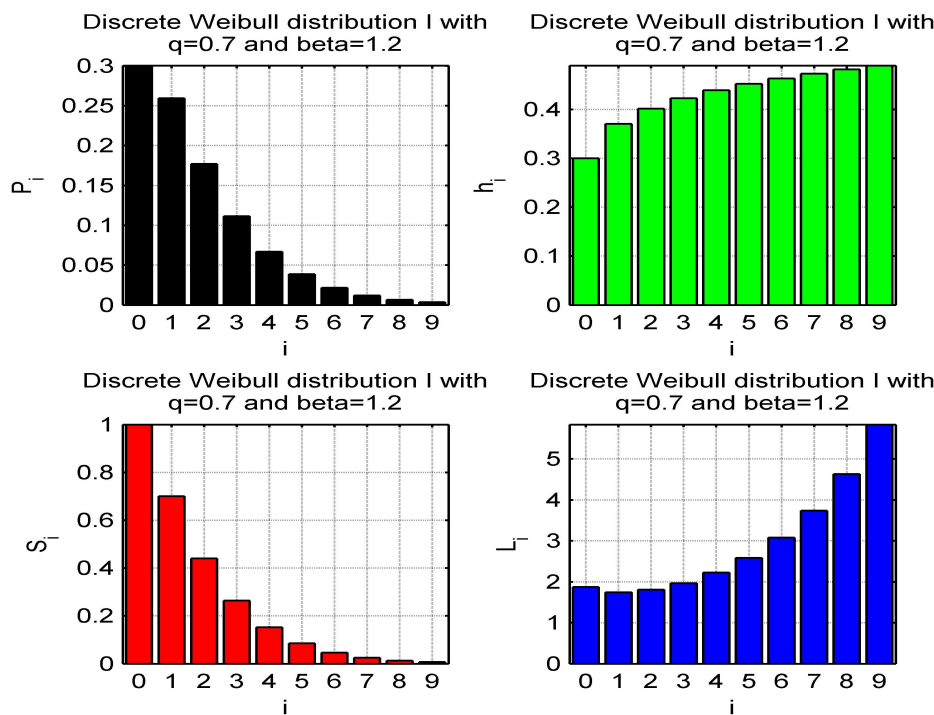 Discrete Weibull distribution I with
q=0.7 and beta=1.2
0.3
0.25
0.2
0.15
0.1
0.05
0
P_i
0 1 2 3 4 5 6 7 8 9
i
Discrete Weibull distribution I with
q=0.7 and beta=1.2
0.4
0.3
0.2
0.1
0
h_i
0 1 2 3 4 5 6 7 8 9
i
Discrete Weibull distribution I with
q=0.7 and beta=1.2
1
0.8
0.6
0.4
0.2
0
S_i
0 1 2 3 4 5 6 7 8 9
i
Discrete Weibull distribution I with
q=0.7 and beta=1.2
5
4
3
2
1
0
L_i
0 1 2 3 4 5 6 7 8 9
i